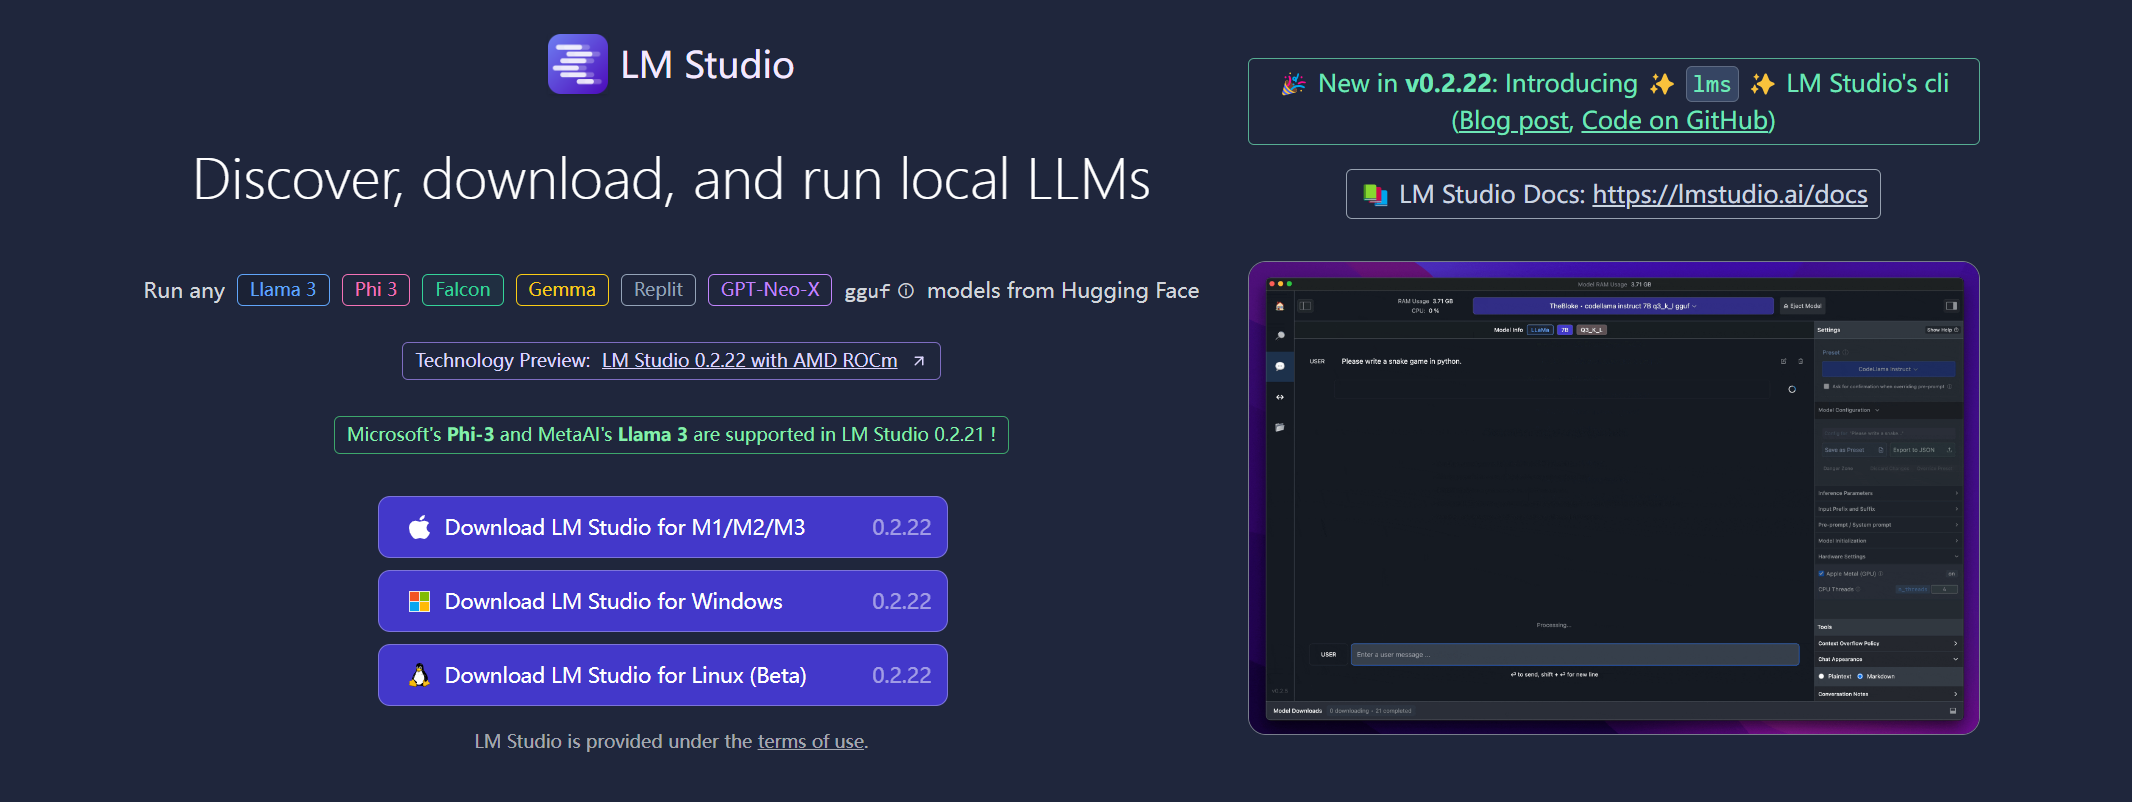 LM Studio
Discover, download, and run local LLMs
Run any Llama 3 Phi 3 Falcon Gemma Replit GPT-Neo-X gguf models from Hugging Face
Technology Preview: LM Studio 0.2.22 with AMD ROCm
Microsoft's Phi-3 and MetaAI's Llama 3 are supported in LM Studio 0.2.21 !
Download LM Studio for M1/M2/M3 0.2.22
Download LM Studio for Windows 0.2.22
Download LM Studio for Linux (Beta) 0.2.22
LM Studio is provided under the terms of use.
🎉 New in v0.2.22: Introducing ✨ lms ✨ LM Studio's cli
(Blog post, Code on GitHub)
LM Studio Docs: https://lmstudio.ai/docs
Model RAM Usage 3.71 GB
RAM Usage 3.71 GB
CPU: 0 %
TheBloke • codellama instruct 7B q3_k_l gguf
Eject Model
Model Info LLaMa 7B Q3_K_L
Settings Show Help
USER Please write a snake game in python.
Preset
CodeLlama Instruct
Ask for confirmation when overriding pre-prompt
Model Configuration
Save as Preset Export to JSON
Inference Parameters
Input Prefix and Suffix
Pre-prompt / System prompt
Model Initialization
Hardware Settings
Apple Metal (GPU)
CPU Threads n_threads 4
Processing...
Tools
Context Overflow Policy
Chat Appearance
Plaintext Markdown
Conversation Notes
USER Enter a user message ...
⏎ to send, shift + ⏎ for new line
Model Downloads 0 downloading • 21 completed